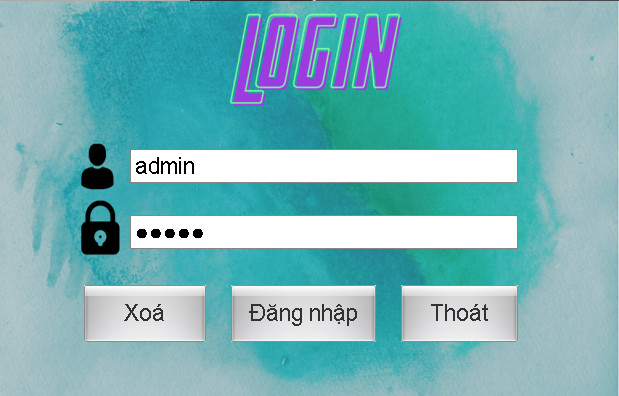 LOGIN
admin
●●●●●
Xoá
Đăng nhập
Thoát